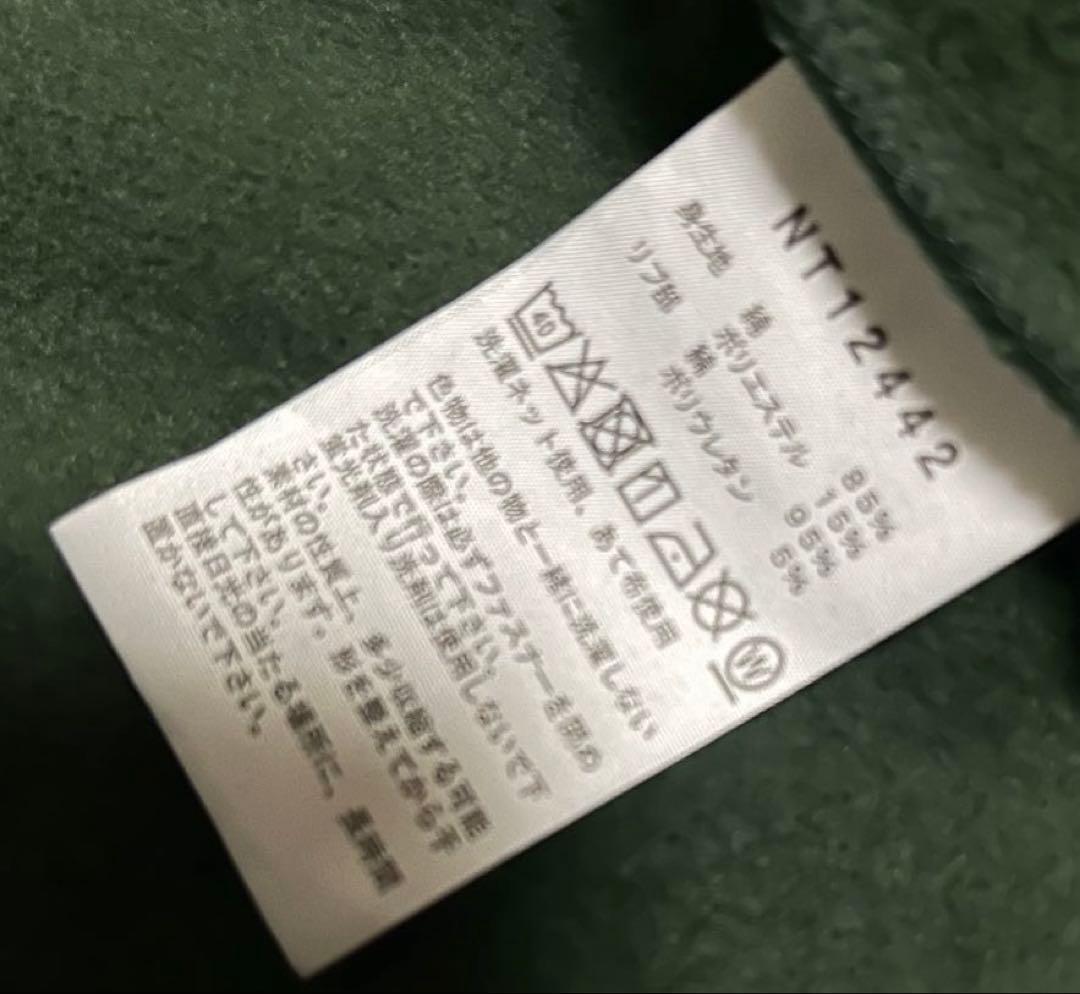 NT12442
身生地 綿 85%
ポリエステル 15%
リブ部 綿 95%
ポリウレタン 5%
40 W
洗濯ネット使用、あて布使用
色物は他の物と一緒に洗濯しない
で下さい。
洗濯の際は必ずファスナーを閉め
た状態で行って下さい。
蛍光剤入り洗剤は使用しないで下
さい。
素材の性質上、多少収縮する可能
性があります。形を整えてから干
して下さい。
直接日光の当たる場所に、長時間
置かないで下さい。